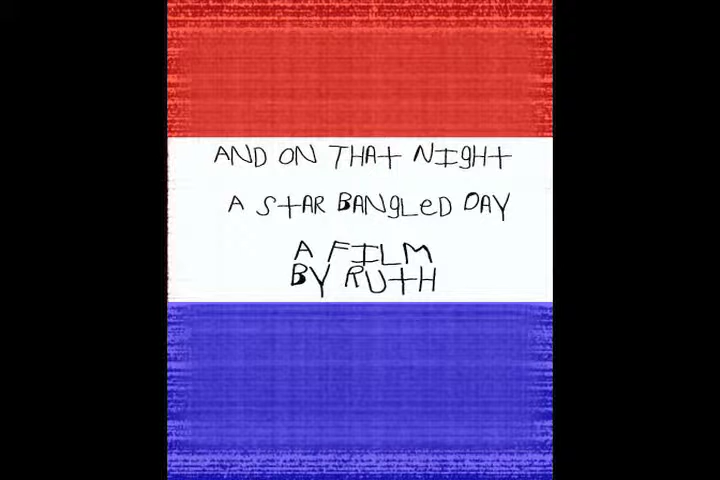 AND ON THAT NIGHT
A STAR BANGLED DAY
A FILM
BY RUTH